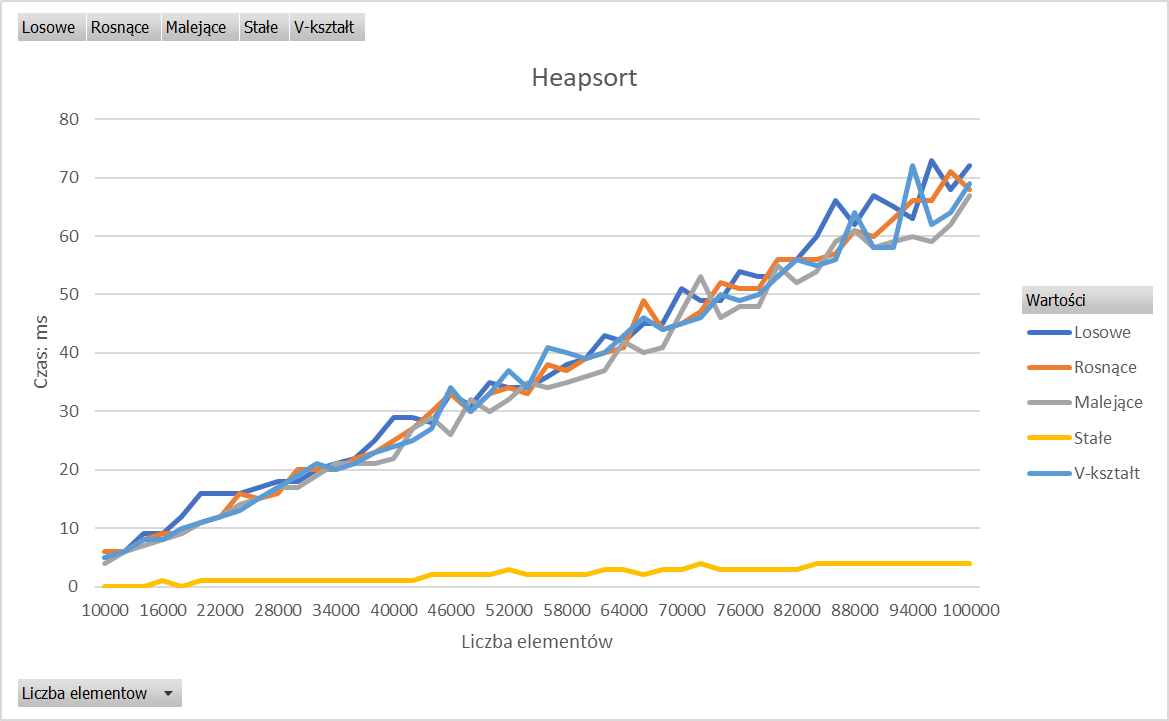 Losowe Rosnące Malejące Stałe V-kształt
Heapsort
80
70
60
50
40
30
20
10
0
Czas: ms
10000 16000 22000 28000 34000 40000 46000 52000 58000 64000 70000 76000 82000 88000 94000 100000
Liczba elementów
Wartości
Losowe
Rosnące
Malejące
Stałe
V-kształt
Liczba elementow